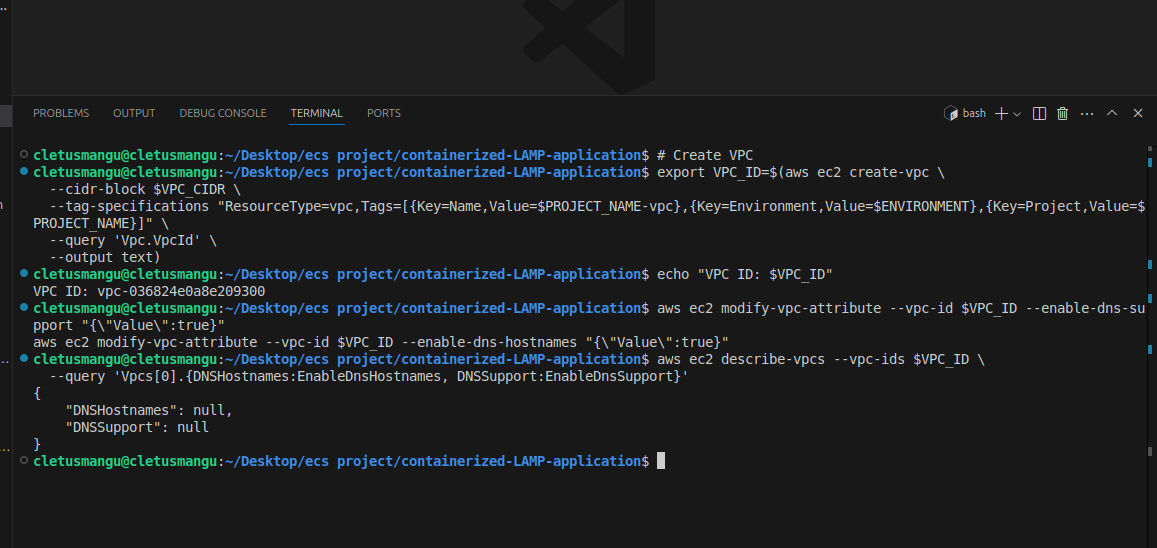 PROBLEMS OUTPUT DEBUG CONSOLE TERMINAL PORTS bash
cletusmangu@cletusmangu:~/Desktop/ecs project/containerized-LAMP-application$ # Create VPC
cletusmangu@cletusmangu:~/Desktop/ecs project/containerized-LAMP-application$ export VPC_ID=$(aws ec2 create-vpc \
  --cidr-block $VPC_CIDR \
  --tag-specifications "ResourceType=vpc,Tags=[{Key=Name,Value=$PROJECT_NAME-vpc},{Key=Environment,Value=$ENVIRONMENT},{Key=Project,Value=$
PROJECT_NAME}]" \
  --query 'Vpc.VpcId' \
  --output text)
cletusmangu@cletusmangu:~/Desktop/ecs project/containerized-LAMP-application$ echo "VPC ID: $VPC_ID"
VPC ID: vpc-036824e0a8e209300
cletusmangu@cletusmangu:~/Desktop/ecs project/containerized-LAMP-application$ aws ec2 modify-vpc-attribute --vpc-id $VPC_ID --enable-dns-su
pport "{\"Value\":true}"
aws ec2 modify-vpc-attribute --vpc-id $VPC_ID --enable-dns-hostnames "{\"Value\":true}"
cletusmangu@cletusmangu:~/Desktop/ecs project/containerized-LAMP-application$ aws ec2 describe-vpcs --vpc-ids $VPC_ID \
  --query 'Vpcs[0].{DNSHostnames:EnableDnsHostnames, DNSSupport:EnableDnsSupport}'
{
    "DNSHostnames": null,
    "DNSSupport": null
}
cletusmangu@cletusmangu:~/Desktop/ecs project/containerized-LAMP-application$